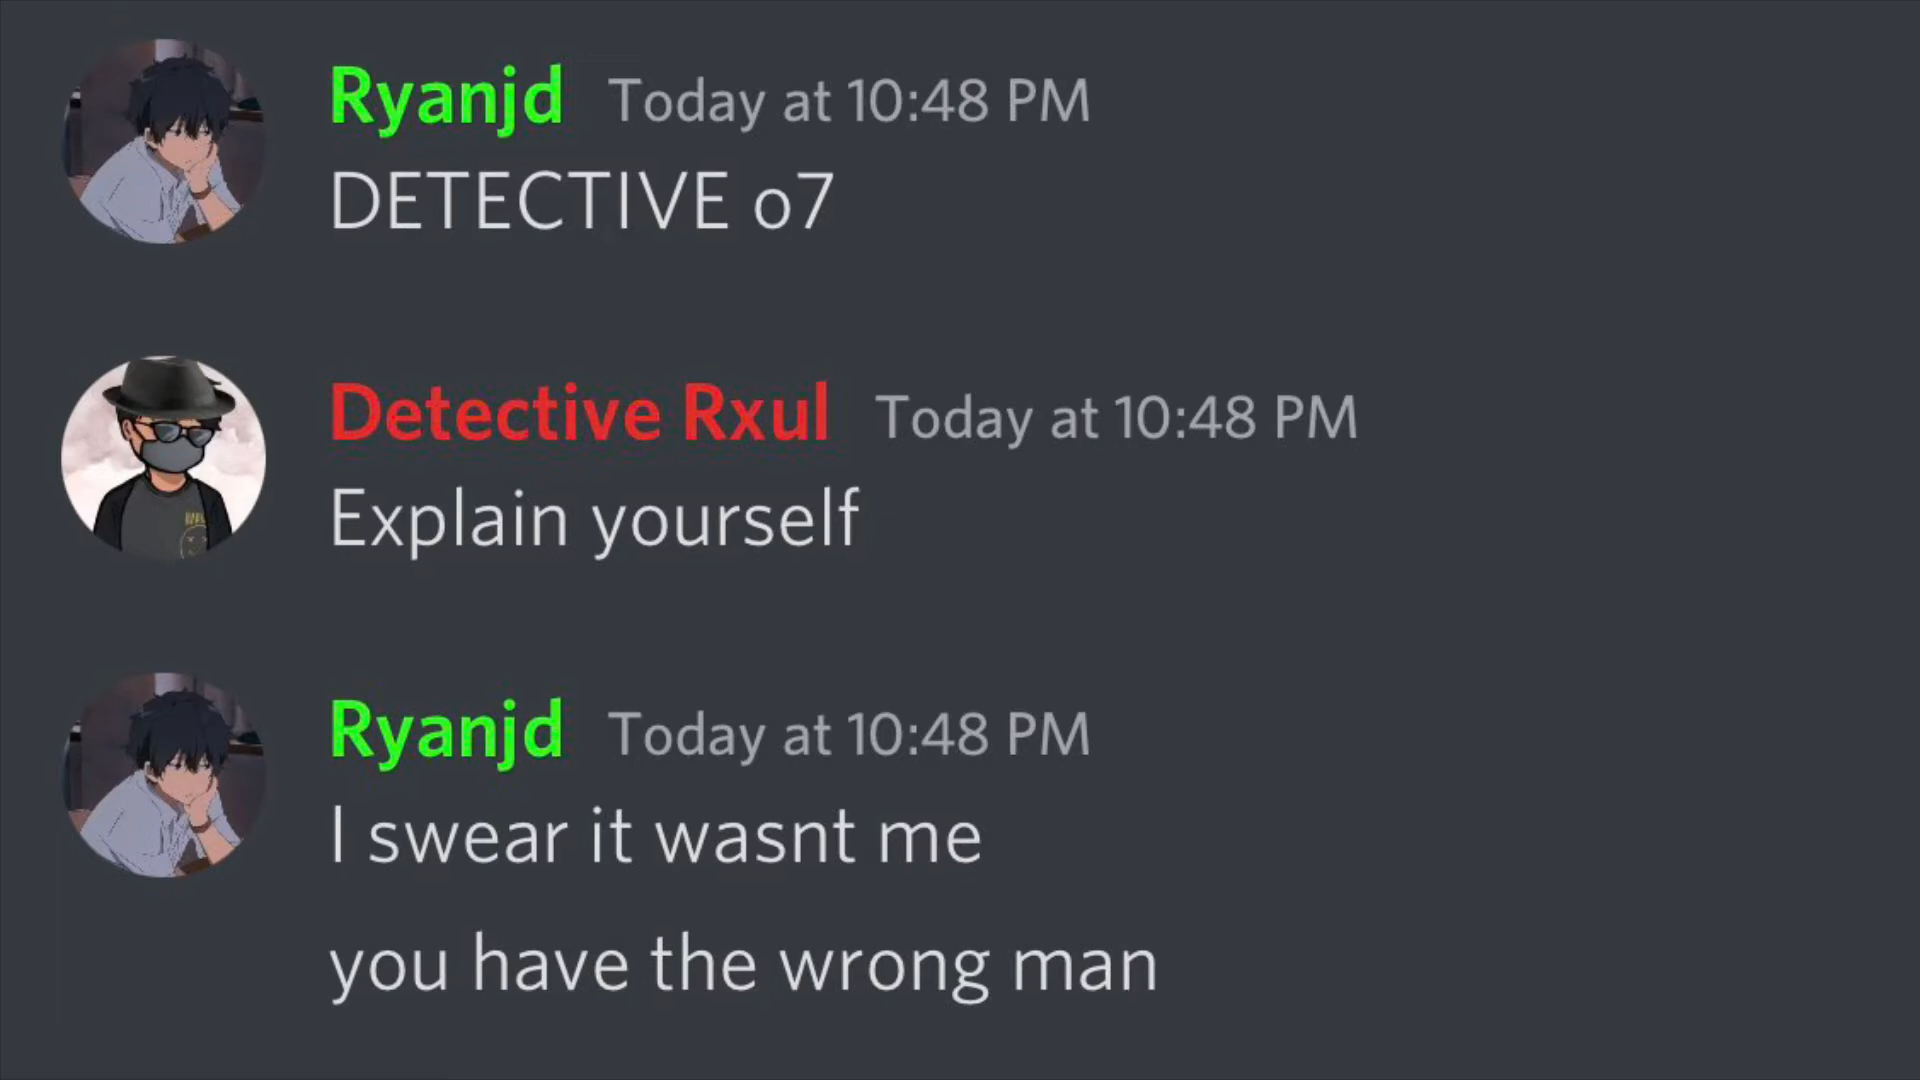 Ryanjd Today at 10:48 PM
DETECTIVE o7
Detective Rxul Today at 10:48 PM
Explain yourself
Ryanjd Today at 10:48 PM
I swear it wasnt me
you have the wrong man